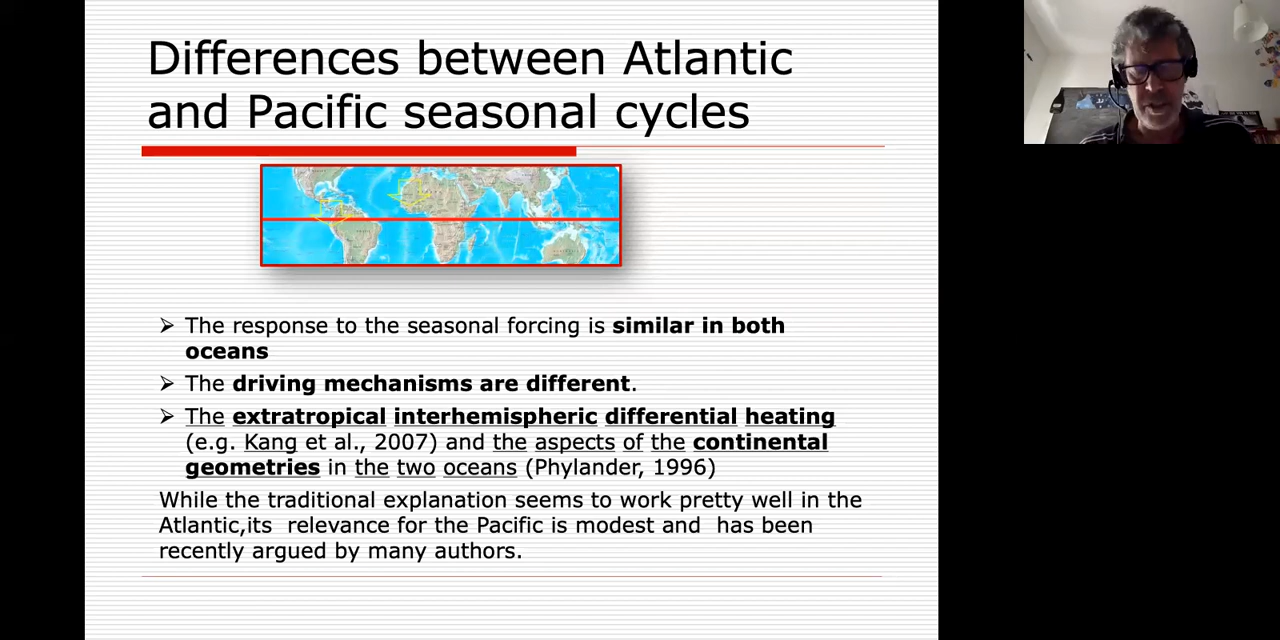 Differences between Atlantic
and Pacific seasonal cycles
➢ The response to the seasonal forcing is similar in both
oceans
➢ The driving mechanisms are different.
➢ The extratropical interhemispheric differential heating
(e.g. Kang et al., 2007) and the aspects of the continental
geometries in the two oceans (Phylander, 1996)
While the traditional explanation seems to work pretty well in the
Atlantic,its relevance for the Pacific is modest and has been
recently argued by many authors.